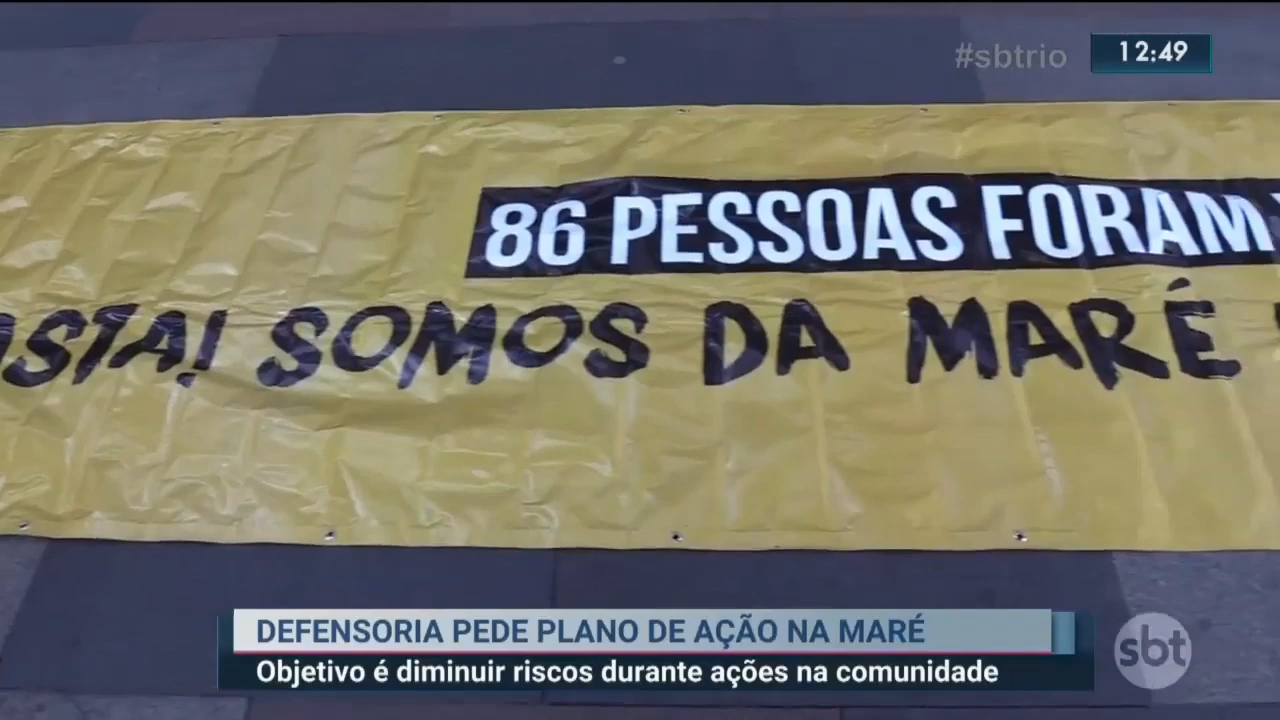 #sbtrio
12:49
86 PESSOAS FORAM
SOMOS DA MARÉ
DEFENSORIA PEDE PLANO DE AÇÃO NA MARÉ
Objetivo é diminuir riscos durante ações na comunidade
sbt